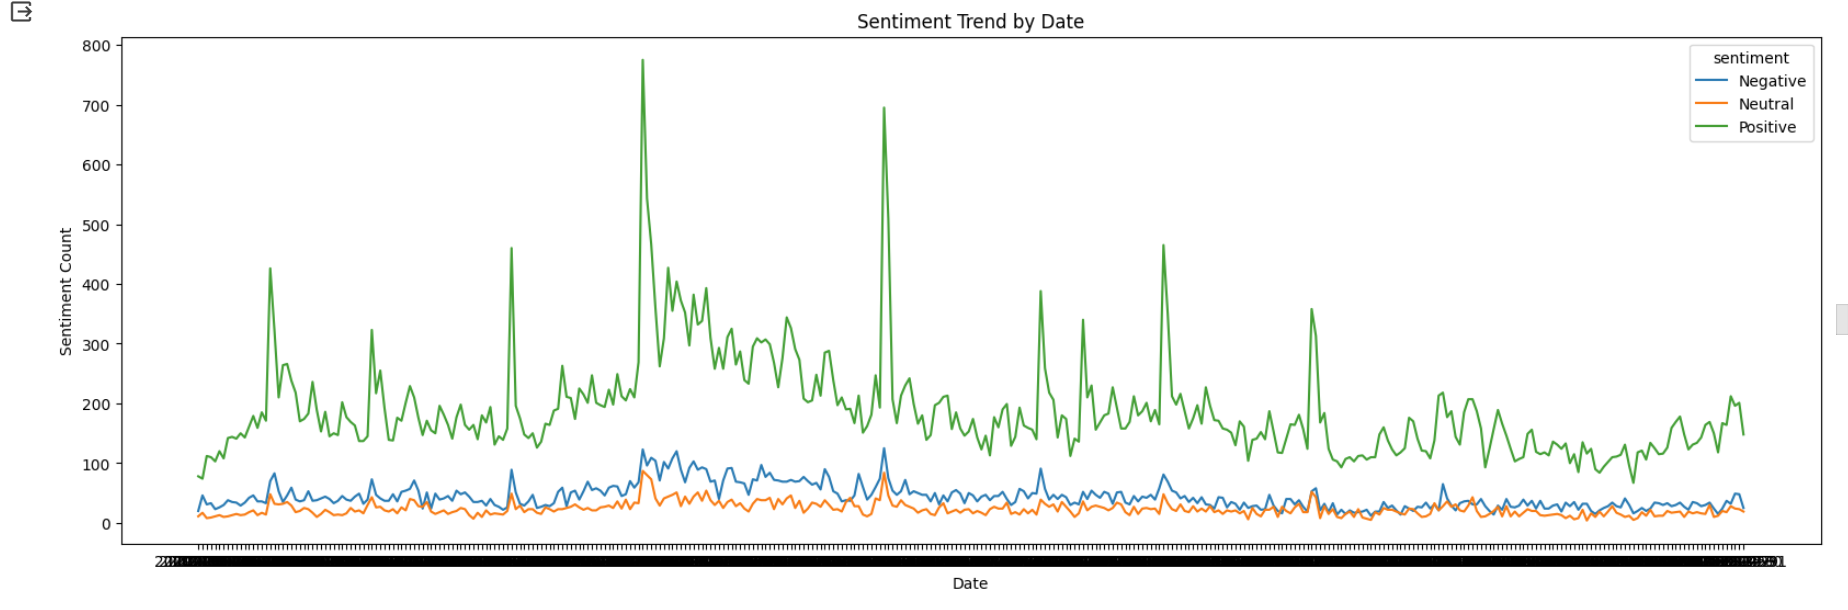 Sentiment Trend by Date
800
700
600
500
400
300
200
100
0
Sentiment Count
sentiment
Negative
Neutral
Positive
Date